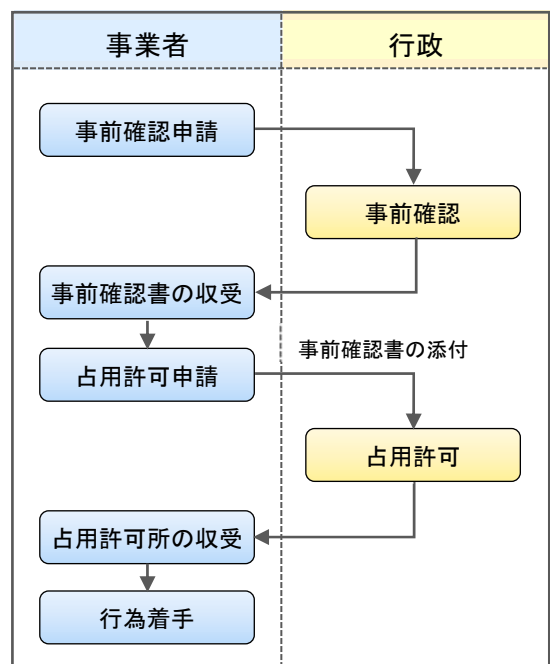 事業者
行政
事前確認申請
事前確認
事前確認書の収受
事前確認書の添付
占用許可申請
占用許可
占用許可所の収受
行為着手